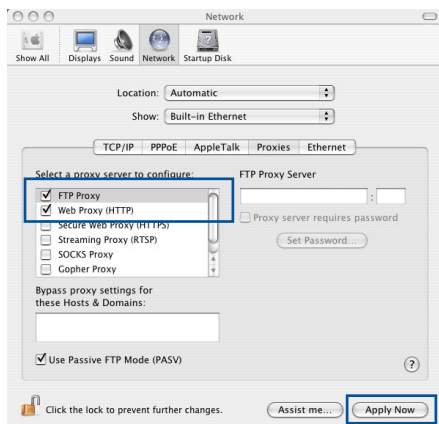 Network
Show All Displays Sound Network Startup Disk
Location: Automatic
Show: Built-in Ethernet
TCP/IP PPPoE AppleTalk Proxies Ethernet
Select a proxy server to configure:
FTP Proxy
Web Proxy (HTTP)
Secure Web Proxy (HTTPS)
Streaming Proxy (RTSP)
SOCKS Proxy
Gopher Proxy
FTP Proxy Server
:
Proxy server requires password
Set Password...
Bypass proxy settings for
these Hosts & Domains:
Use Passive FTP Mode (PASV)
?
Click the lock to prevent further changes.
Assist me...
Apply Now